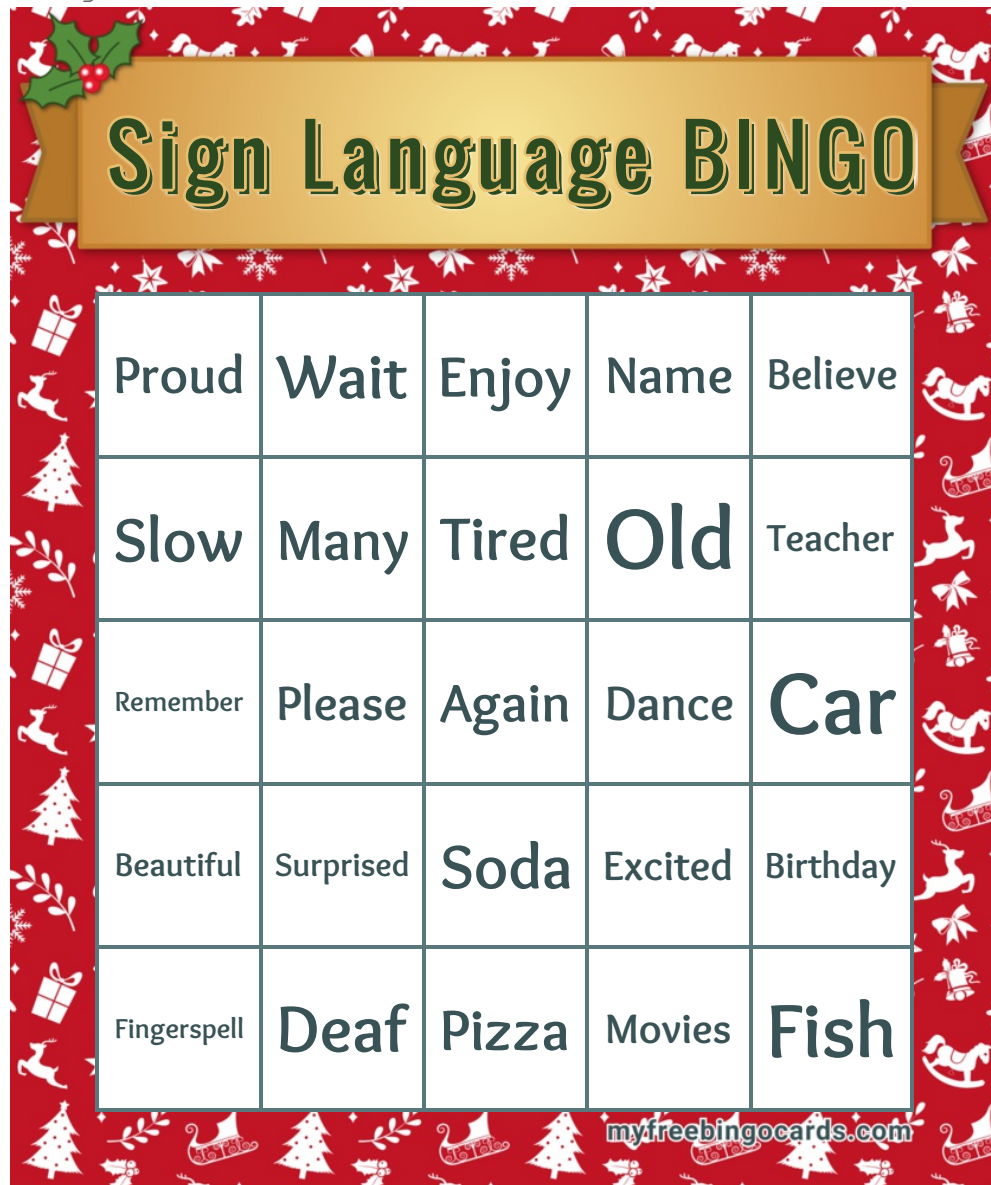 Sign Language BINGO
Proud Wait Enjoy Name Believe
Slow Many Tired Old Teacher
Remember Please Again Dance Car
Beautiful Surprised Soda Excited Birthday
Fingerspell Deaf Pizza Movies Fish
myfreebingocards.com